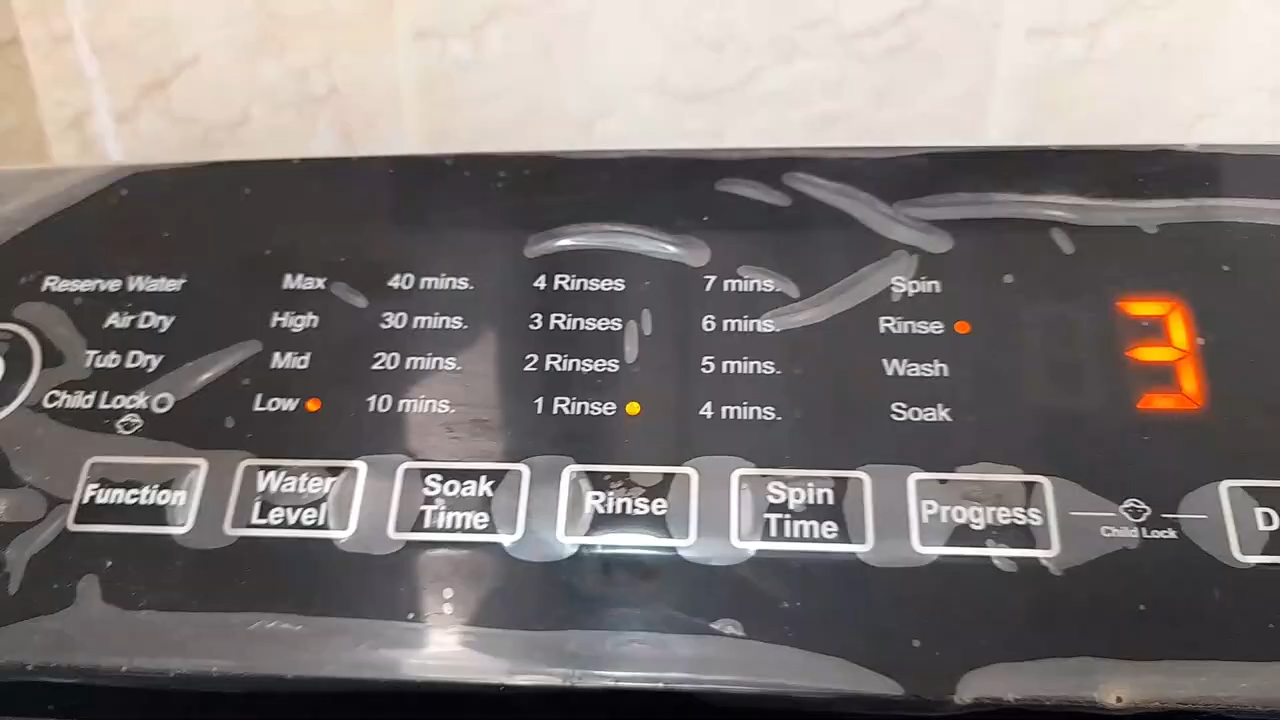 Reserve Water Max 40 mins. 4 Rinses 7 mins. Spin
Air Dry High 30 mins. 3 Rinses 6 mins. Rinse
Tub Dry Mid 20 mins. 2 Rinses 5 mins. Wash
Child Lock Low 10 mins. 1 Rinse 4 mins. Soak
3
Function
Water
Level
Soak
Time
Rinse
Spin
Time
Progress
Child Lock